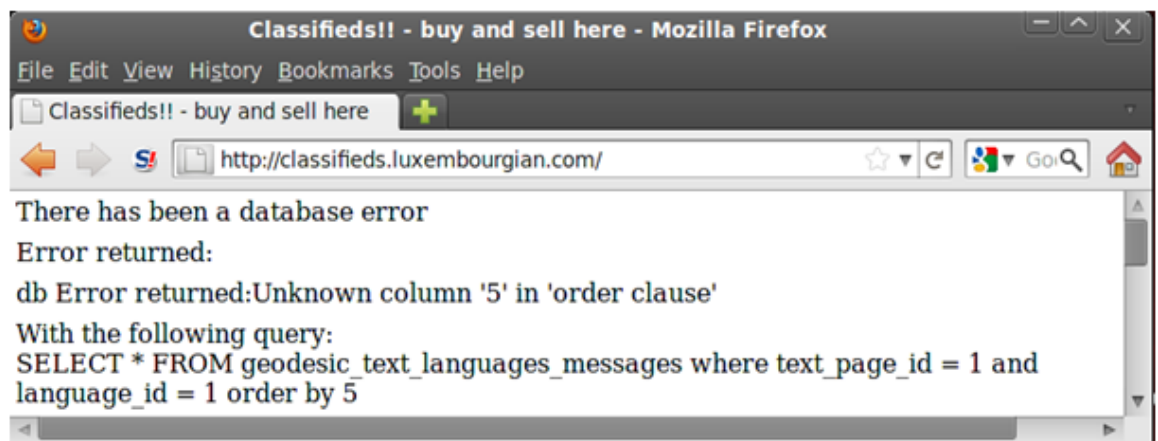 Classifieds!! - buy and sell here - Mozilla Firefox
File Edit View History Bookmarks Tools Help
Classifieds!! - buy and sell here
S! http://classifieds.luxembourgian.com/
There has been a database error
Error returned:
db Error returned:Unknown column '5' in 'order clause'
With the following query:
SELECT * FROM geodesic_text_languages_messages where text_page_id = 1 and
language_id = 1 order by 5